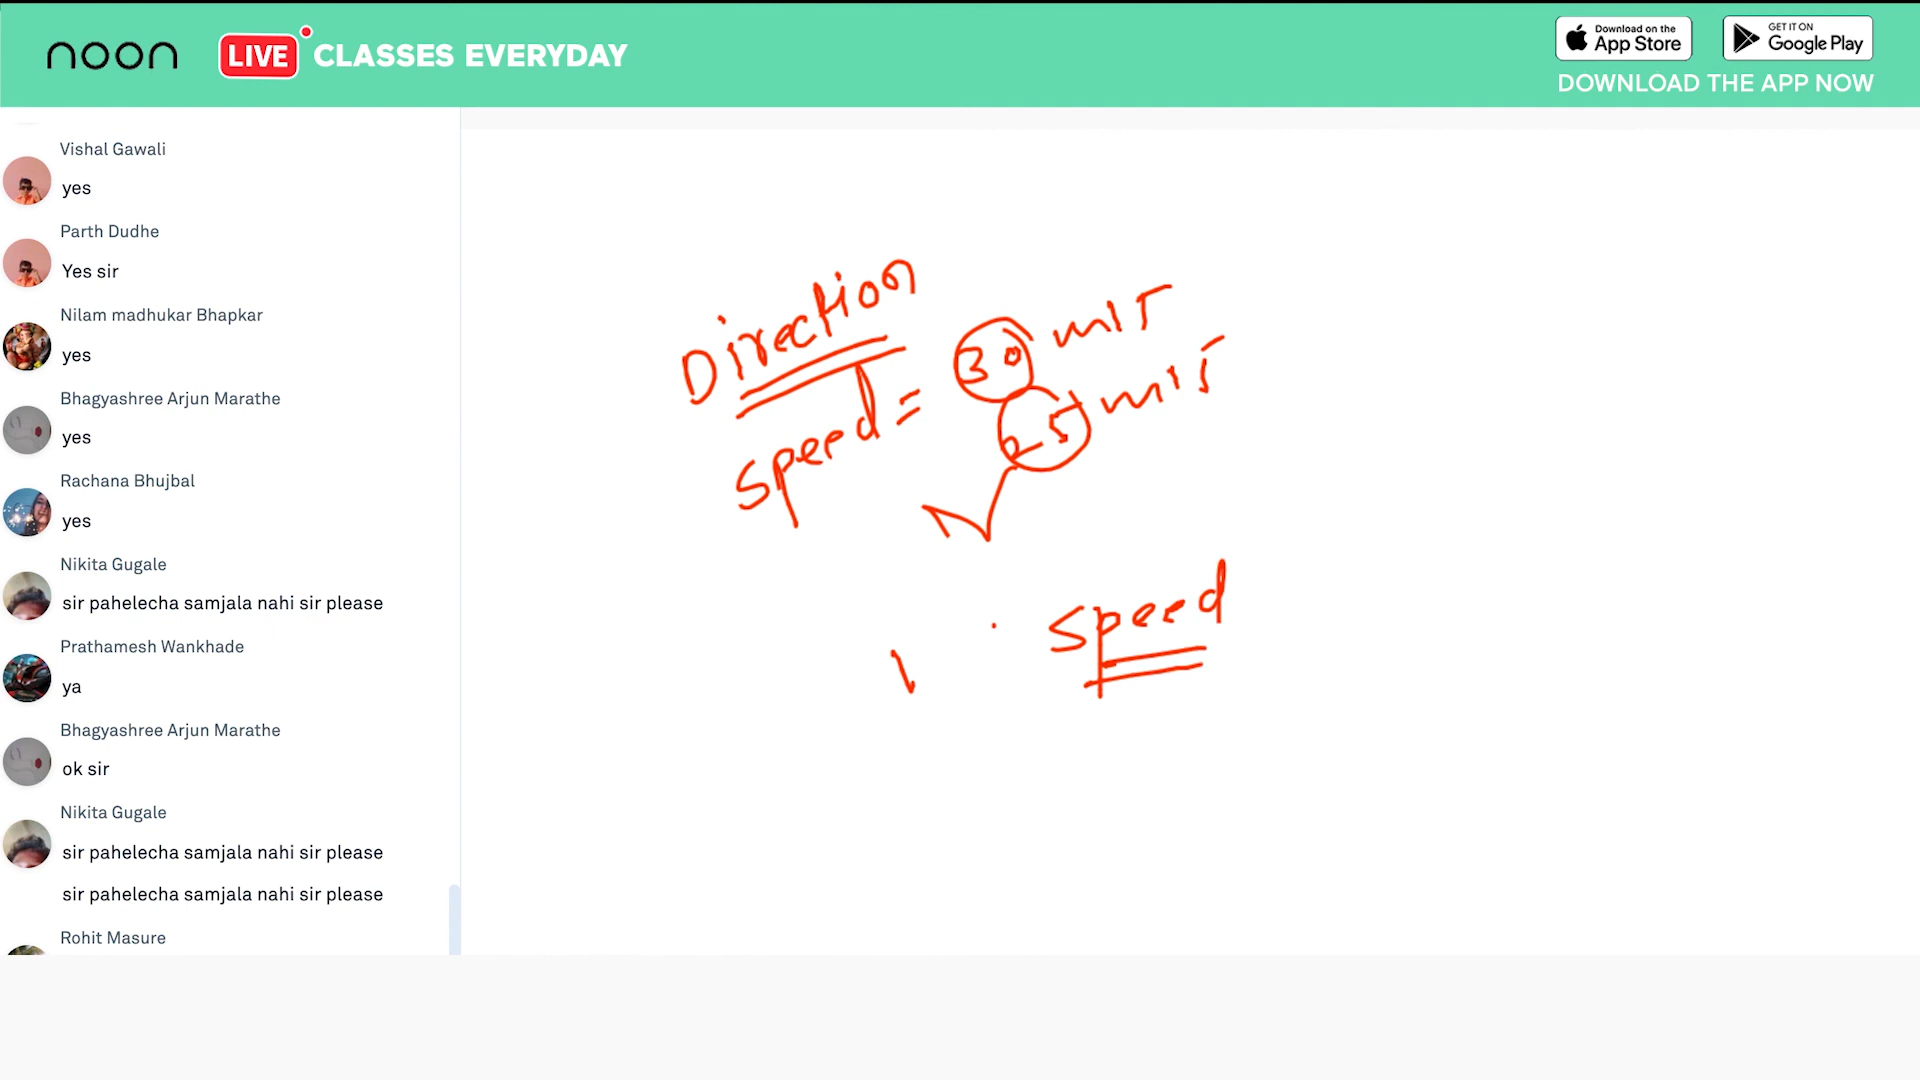 noon LIVE CLASSES EVERYDAY
Download on the App Store
GET IT ON Google Play
DOWNLOAD THE APP NOW
Vishal Gawali
yes
Parth Dudhe
Yes sir
Nilam madhukar Bhapkar
yes
Bhagyashree Arjun Marathe
yes
Rachana Bhujbal
yes
Nikita Gugale
sir pahelecha samjala nahi sir please
Prathamesh Wankhade
ya
Bhagyashree Arjun Marathe
ok sir
Nikita Gugale
sir pahelecha samjala nahi sir please
sir pahelecha samjala nahi sir please
Rohit Masure
Direction
speed = 30 m/s
25 m/s
speed